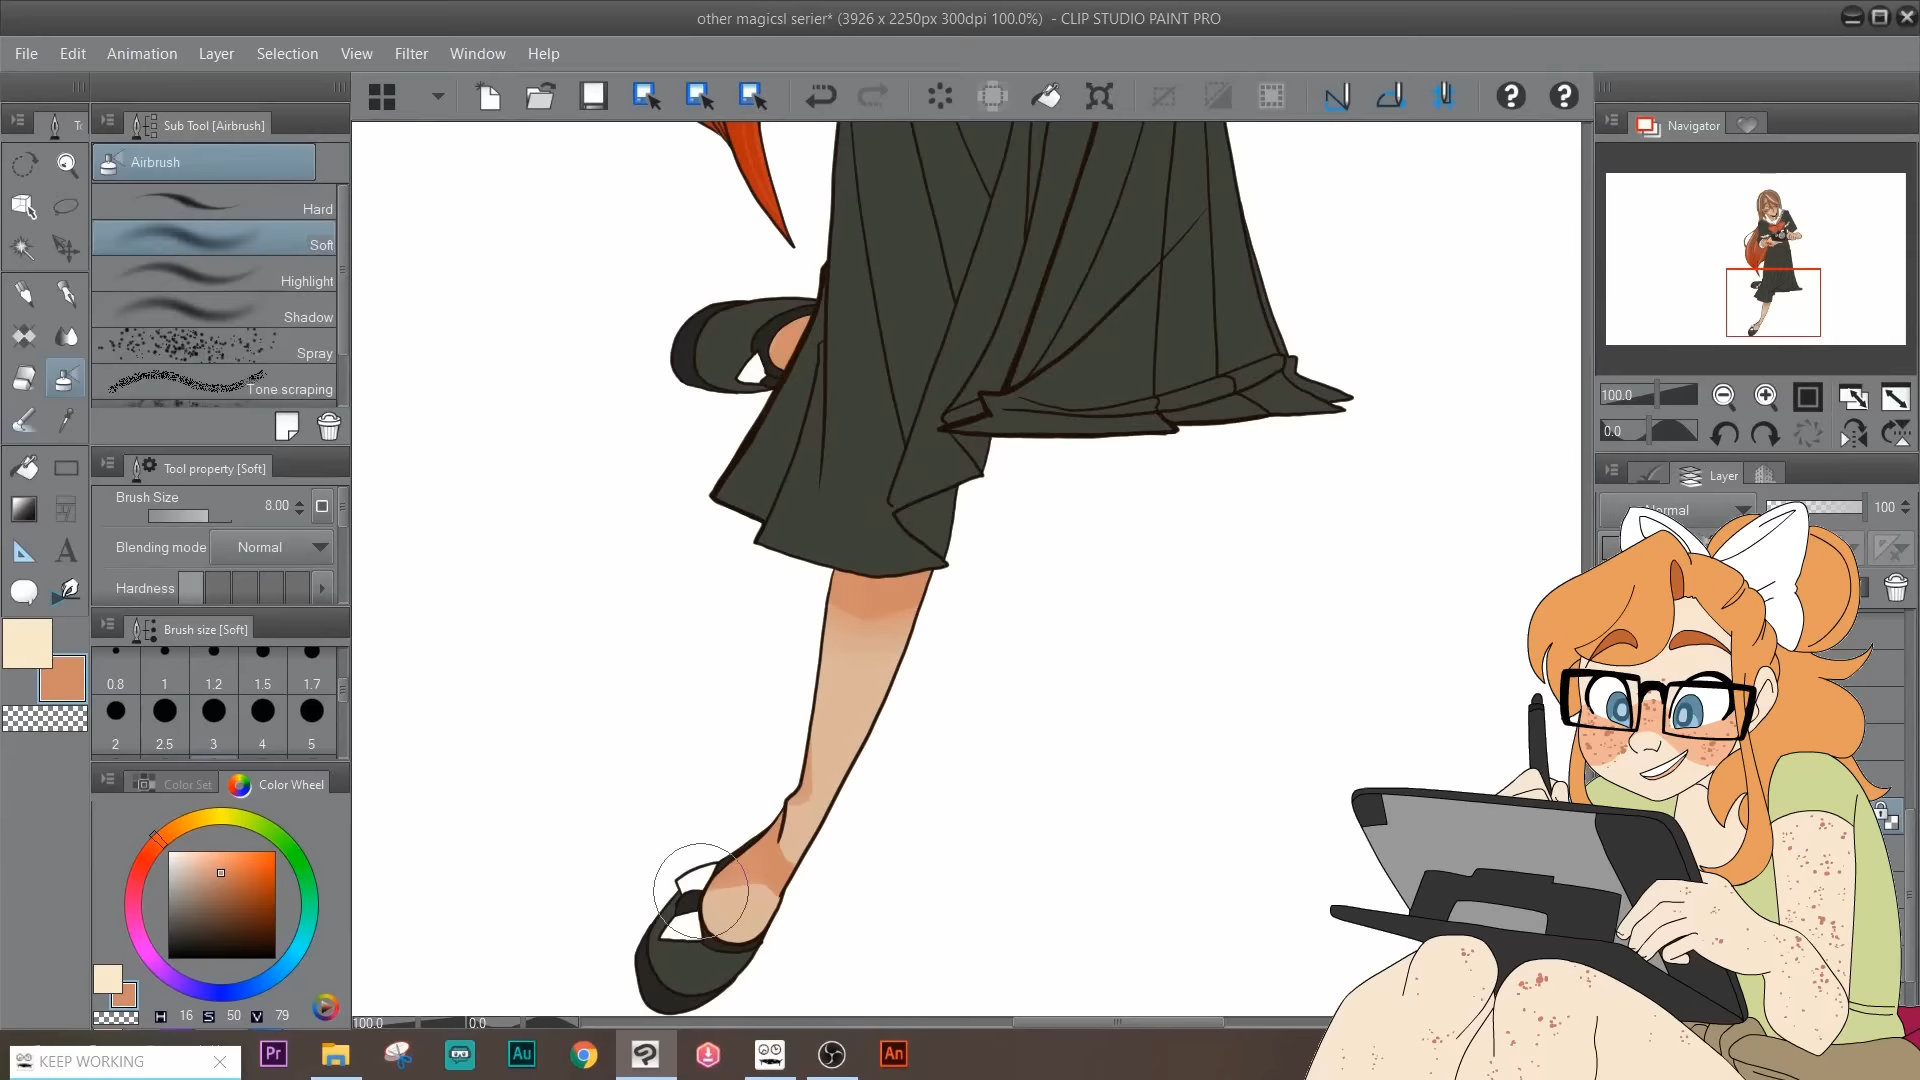 other magicsl serier* (3926 x 2250px 300dpi 100.0%) - CLIP STUDIO PAINT PRO
File Edit Animation Layer Selection View Filter Window Help
Sub Tool [Airbrush]
Airbrush
Hard
Soft
Highlight
Shadow
Spray
Tone scraping
Tool property [Soft]
Brush Size 8.00
Blending mode Normal
Hardness
Brush size [Soft]
0.8 1 1.2 1.5 1.7
2 2.5 3 4 5
Color Set Color Wheel
H 16 S 50 V 79
100.0 0.0
Navigator
100.0
0.0
Layer
Normal 100
KEEP WORKING
Pr
Au
An